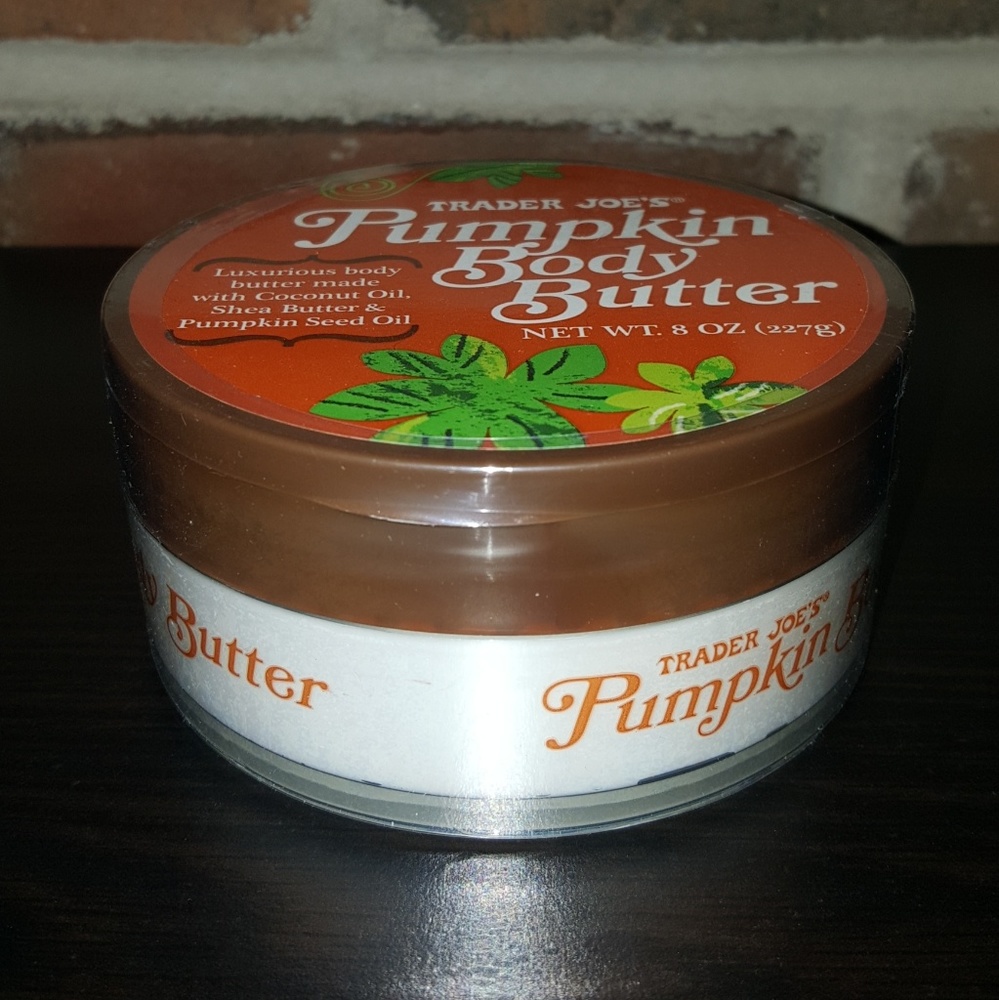 TRADER JOE'S®
Pumpkin
Body
Butter
NET WT. 8 OZ (227g)
Luxurious body
butter made
with Coconut Oil,
Shea Butter &
Pumpkin Seed Oil
Butter
TRADER JOE'S®
Pumpkin